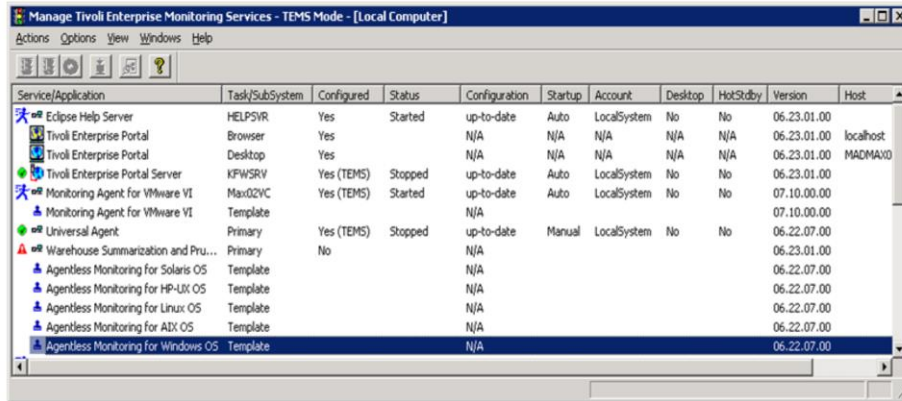 Manage Tivoli Enterprise Monitoring Services - TEMS Mode - [Local Computer]
Actions Options View Windows Help
Service/Application Task/SubSystem Configured Status Configuration Startup Account Desktop HotStdby Version Host
Eclipse Help Server HELPSVR Yes Started up-to-date Auto LocalSystem No No 06.23.01.00
Tivoli Enterprise Portal Browser Yes N/A N/A N/A N/A N/A 06.23.01.00 localhost
Tivoli Enterprise Portal Desktop Yes N/A N/A N/A N/A N/A 06.23.01.00 MADMAX0
Tivoli Enterprise Portal Server KFWSRV Yes (TEMS) Stopped up-to-date Auto LocalSystem No No 06.23.01.00
Monitoring Agent for VMware VI Max02VC Yes (TEMS) Started up-to-date Auto LocalSystem No No 07.10.00.00
Monitoring Agent for VMware VI Template N/A 07.10.00.00
Universal Agent Primary Yes (TEMS) Stopped up-to-date Manual LocalSystem No No 06.22.07.00
Warehouse Summarization and Pru... Primary No N/A 06.23.01.00
Agentless Monitoring for Solaris OS Template N/A 06.22.07.00
Agentless Monitoring for HP-UX OS Template N/A 06.22.07.00
Agentless Monitoring for Linux OS Template N/A 06.22.07.00
Agentless Monitoring for AIX OS Template N/A 06.22.07.00
Agentless Monitoring for Windows OS Template N/A 06.22.07.00